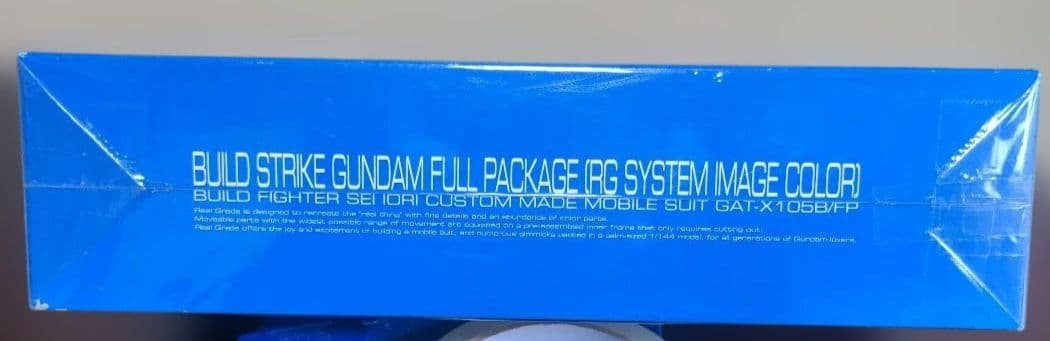 BUILD STRIKE GUNDAM FULL PACKAGE (RG SYSTEM IMAGE COLOR)
BUILD FIGHTER SEI IORI CUSTOM MADE MOBILE SUIT GAT-X105B/FP
Real Grade is designed to recreate the "real thing" with fine details and an abundance of color parts.
Moveable parts with the widest possible range of movement are equipped on a pre-assembled inner frame that only requires cutting out.
Real Grade offers the joy and excitement of building a mobile suit, and numerous gimmicks packed in a palm-sized 1/144 model, for all generations of Gundam lovers.